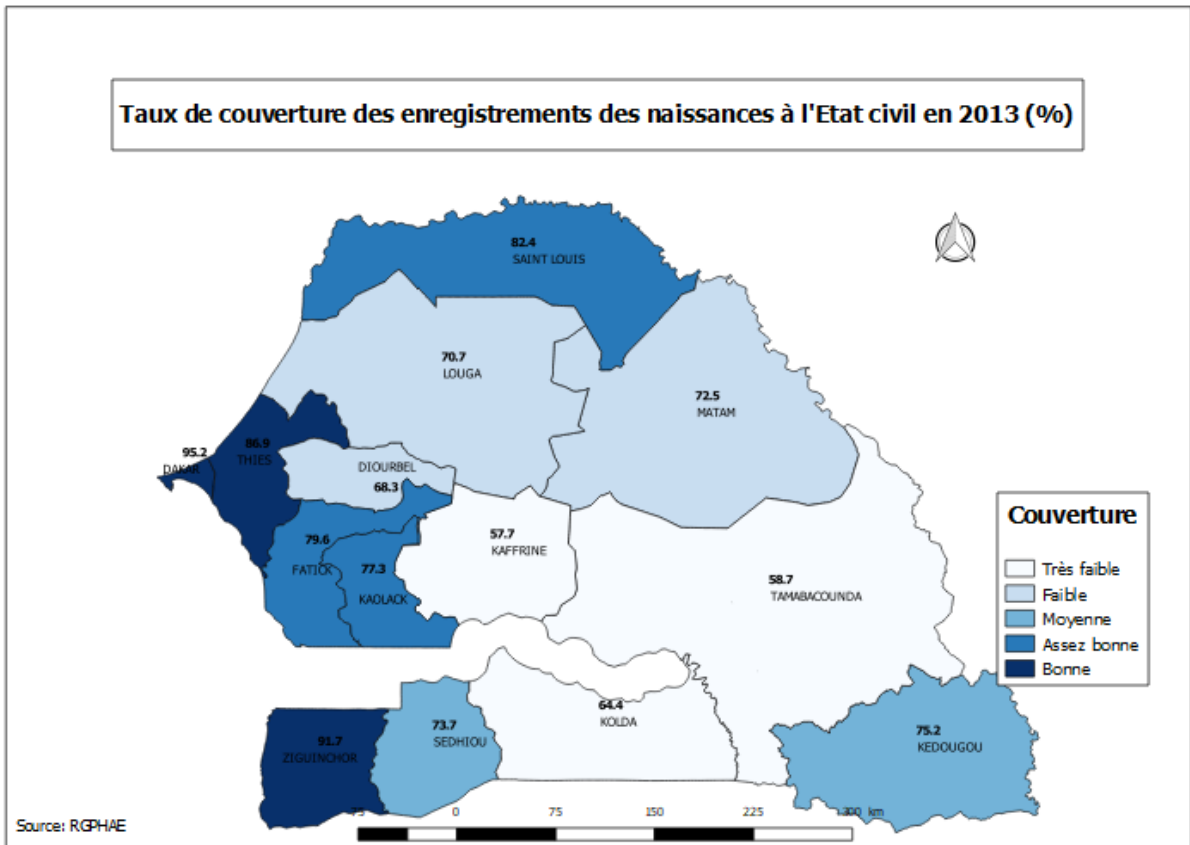 Taux de couverture des enregistrements des naissances à l'Etat civil en 2013 (%)
82.4
SAINT LOUIS
70.7
LOUGA
72.5
MATAM
95.2
DAKAR
86.9
THIES
DIOURBEL
68.3
57.7
KAFFRINE
79.6
FATICK
77.3
KAOLACK
58.7
TAMABACOUNDA
64.4
KOLDA
73.7
SEDHIOU
91.7
ZIGUINCHOR
75.2
KEDOUGOU
Couverture
Très faible
Faible
Moyenne
Assez bonne
Bonne
75 0 75 150 225 300 km
Source: RGPHAE